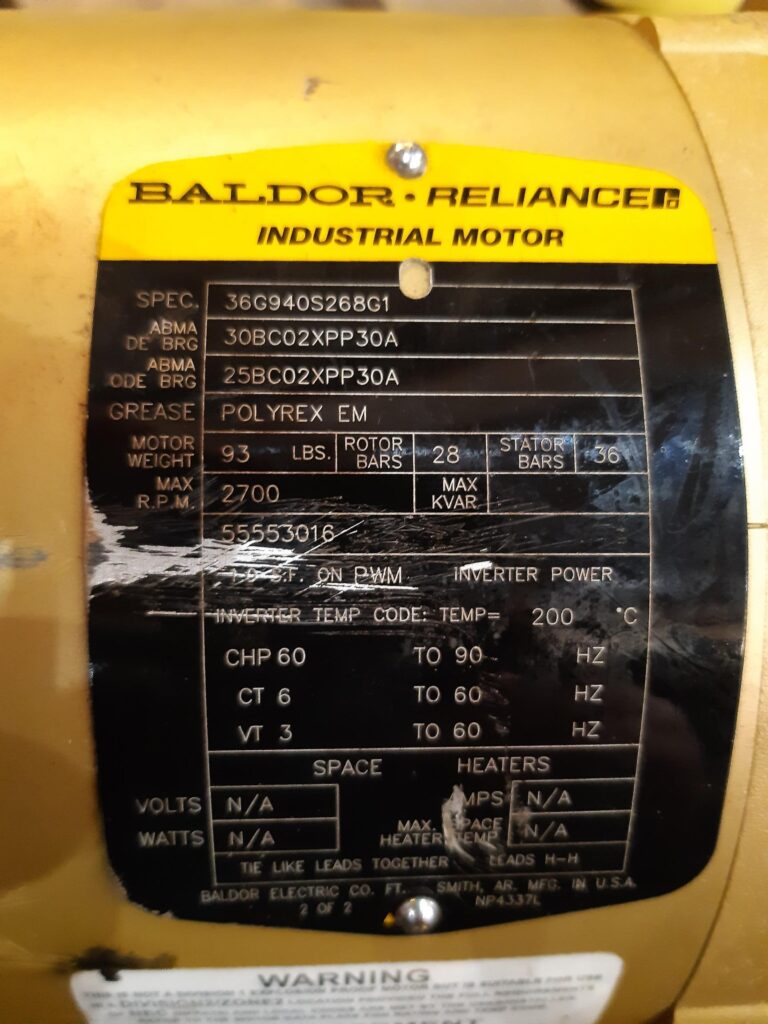 BALDOR • RELIANCE
INDUSTRIAL MOTOR
SPEC. 36G940S268G1
ABMA DE BRG 30BC02XPP30A
ABMA ODE BRG 25BC02XPP30A
GREASE POLYREX EM
MOTOR WEIGHT 93 LBS. ROTOR BARS 28 STATOR BARS 36
MAX R.P.M. 2700 MAX KVAR
55553016
S.F. ON PWM INVERTER POWER
INVERTER TEMP CODE: TEMP= 200 °C
CHP 60 TO 90 HZ
CT 6 TO 60 HZ
VT 3 TO 60 HZ
SPACE HEATERS
VOLTS N/A AMPS N/A
WATTS N/A MAX. SPACE HEATER TEMP N/A
TIE LIKE LEADS TOGETHER LEADS H-H
BALDOR ELECTRIC CO. FT. SMITH, AR. MFG. IN U.S.A.
2 OF 2 NP4337L
WARNING